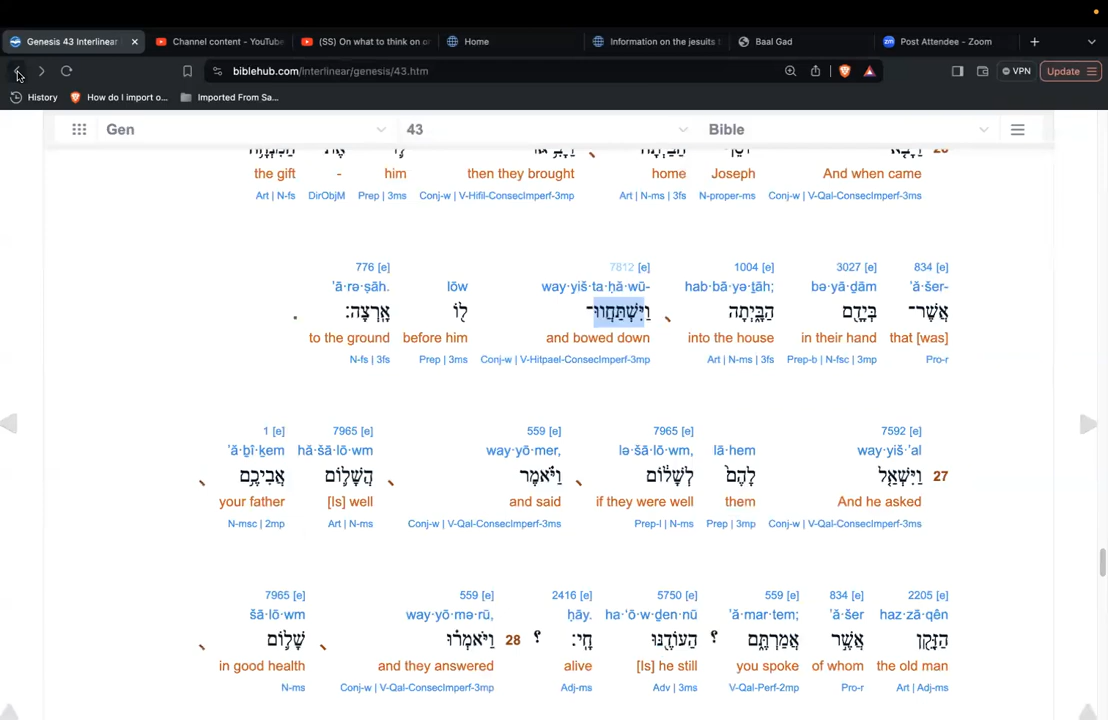 Genesis 43 Interlinear
Channel content - YouTube
(SS) On what to think on
Home
Information on the jesuits
Baal Gad
Post Attendee - Zoom
biblehub.com/interlinear/genesis/43.htm
VPN
Update
History
How do I import o...
Imported From Sa...
Gen 43 Bible
the gift - him then they brought home Joseph And when came
Art | N-fs DirObjM Prep | 3ms Conj-w | V-Hifil-ConsecImperf-3mp Art | N-ms | 3fs N-proper-ms Conj-w | V-Qal-ConsecImperf-3ms
776 [e] 7812 [e] 1004 [e] 3027 [e] 834 [e]
’ā·rə·ṣāh. lōw way·yiš·ta·ḥă·wū- hab·bā·yə·ṯāh; bə·yā·ḏām ’ă·šer-
אֲשֶׁר־ בְּיָדָ֖ם הַבָּ֑יְתָה וַיִּשְׁתַּחֲווּ־ ל֖וֹ אָֽרְצָה׃
to the ground before him and bowed down into the house in their hand that [was]
N-fs | 3fs Prep | 3ms Conj-w | V-Hitpael-ConsecImperf-3mp Art | N-ms | 3fs Prep-b | N-fsc | 3mp Pro-r
1 [e] 7965 [e] 559 [e] 7965 [e] 7592 [e]
’ă·ḇî·ḵem hă·šā·lō·wm way·yō·mer, lə·šā·lō·wm, lā·hem way·yiš·’al
27 וַיִּשְׁאַ֤ל לָהֶם֙ לְשָׁל֔וֹם וַיֹּ֗אמֶר הֲשָׁל֛וֹם אֲבִיכֶ֥ם
your father [Is] well and said if they were well them And he asked
N-msc | 2mp Art | N-ms Conj-w | V-Qal-ConsecImperf-3ms Prep-l | N-ms Prep | 3mp Conj-w | V-Qal-ConsecImperf-3ms
7965 [e] 559 [e] 2416 [e] 5750 [e] 559 [e] 834 [e] 2205 [e]
šā·lō·wm way·yō·mə·rū, ḥāy. ha·‘ō·w·ḏen·nū ’ă·mar·tem; ’ă·šer haz·zā·qên
הַזָּקֵ֖ן אֲשֶׁ֣ר אֲמַרְתֶּ֑ם ? הַעוֹדֶ֖נּוּ חָֽי׃ ? 28 וַיֹּאמְר֗וּ שָׁל֛וֹם
in good health and they answered alive [Is] he still you spoke of whom the old man
N-ms Conj-w | V-Qal-ConsecImperf-3mp Adj-ms Adv | 3ms V-Qal-Perf-2mp Pro-r Art | Adj-ms